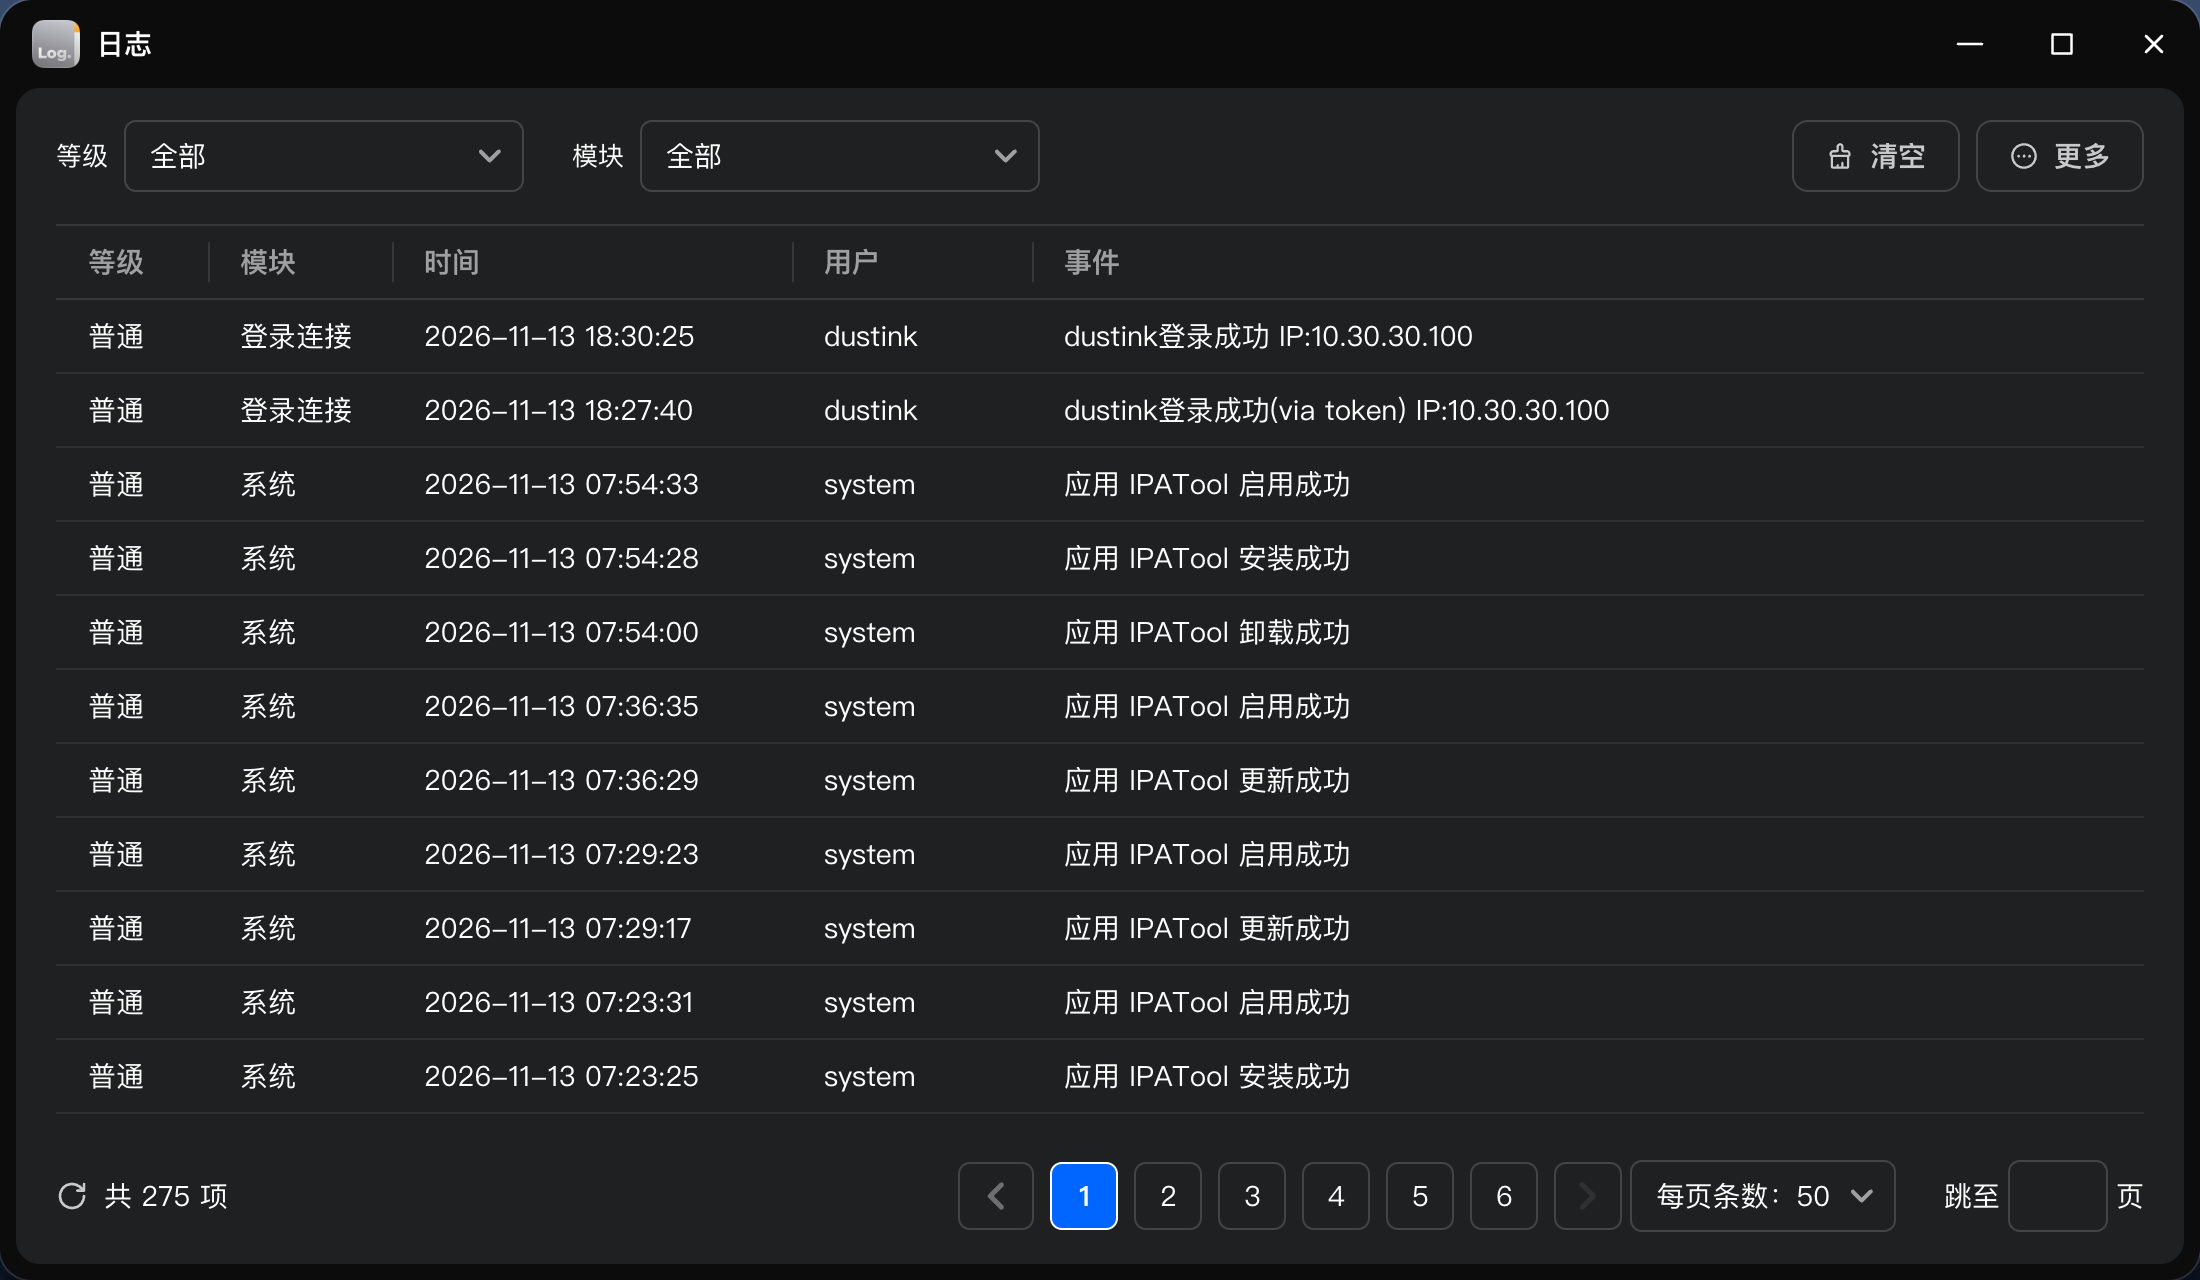 Log. 日志
等级 全部 模块 全部 清空 更多
等级 模块 时间 用户 事件
普通 登录连接 2026-11-13 18:30:25 dustink dustink登录成功 IP:10.30.30.100
普通 登录连接 2026-11-13 18:27:40 dustink dustink登录成功(via token) IP:10.30.30.100
普通 系统 2026-11-13 07:54:33 system 应用 IPATool 启用成功
普通 系统 2026-11-13 07:54:28 system 应用 IPATool 安装成功
普通 系统 2026-11-13 07:54:00 system 应用 IPATool 卸载成功
普通 系统 2026-11-13 07:36:35 system 应用 IPATool 启用成功
普通 系统 2026-11-13 07:36:29 system 应用 IPATool 更新成功
普通 系统 2026-11-13 07:29:23 system 应用 IPATool 启用成功
普通 系统 2026-11-13 07:29:17 system 应用 IPATool 更新成功
普通 系统 2026-11-13 07:23:31 system 应用 IPATool 启用成功
普通 系统 2026-11-13 07:23:25 system 应用 IPATool 安装成功
共 275 项 1 2 3 4 5 6 每页条数：50 跳至 页